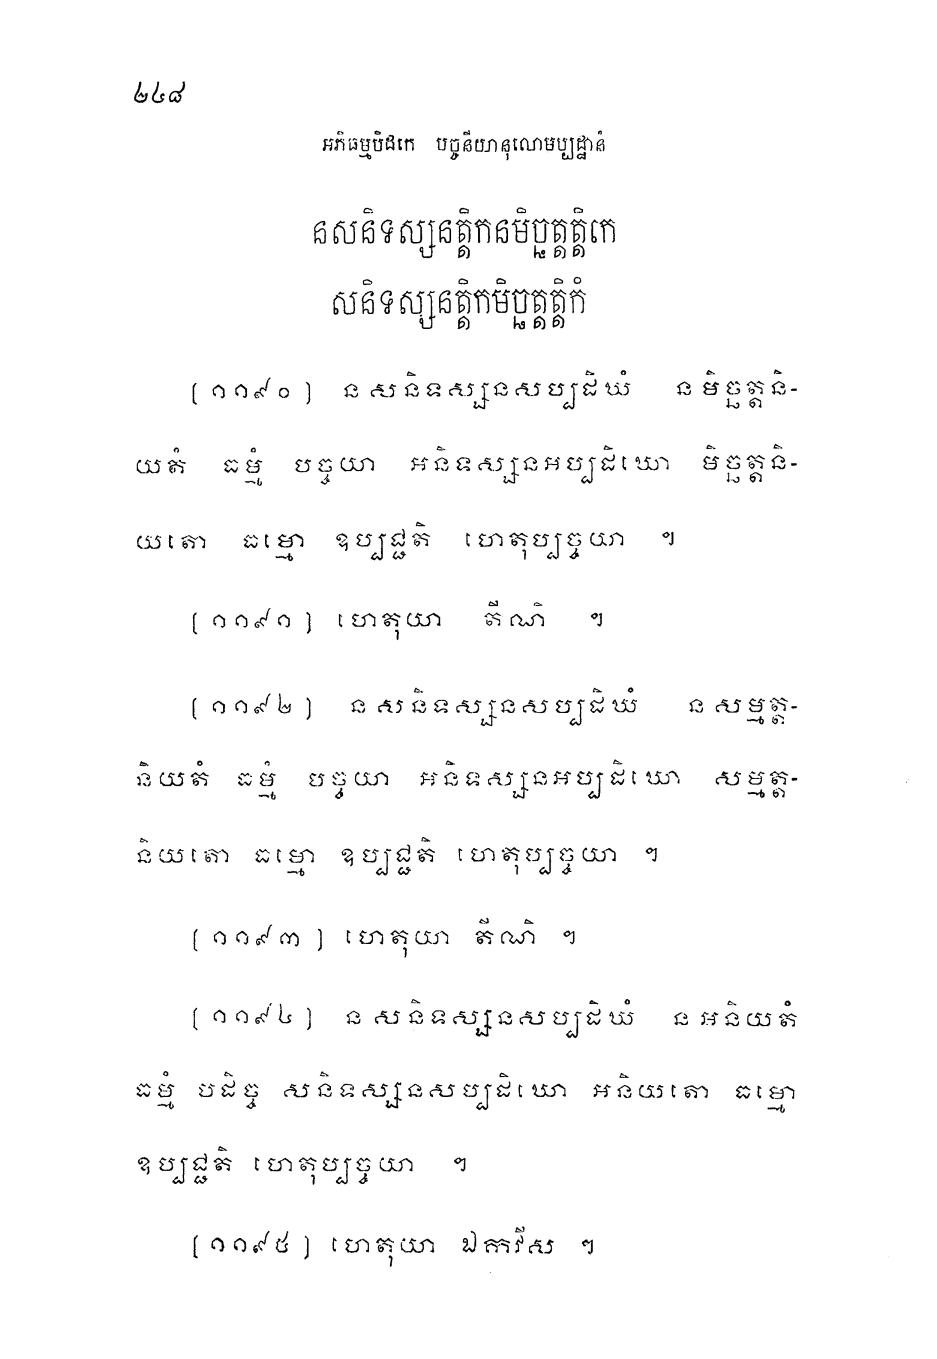 ២៤៨
អភិធម្មបិដកេ បច្ចនីយានុលោមប្បដ្ឋានំ
នសនិទស្សនត្តិកនមិច្ឆត្តត្តិកេ
សនិទស្សនត្តិកមិច្ឆត្តត្តិកំ
[១១៩០] ន សនិទស្សនសប្បដិឃំ ន មិច្ឆត្តនិ-
យតំ ធម្មំ បច្ចយា អនិទស្សនអប្បដិឃោ មិច្ឆត្តនិ-
យតោ ធម្មោ ឧប្បជ្ជតិ ហេតុប្បច្ចយា ។
[១១៩១] ហេតុយា តីណិ ។
[១១៩២] ន សនិទស្សនសប្បដិឃំ ន សម្មត្ត-
និយតំ ធម្មំ បច្ចយា អនិទស្សនអប្បដិឃោ សម្មត្ត-
និយតោ ធម្មោ ឧប្បជ្ជតិ ហេតុប្បច្ចយា ។
[១១៩៣] ហេតុយា តីណិ ។
[១១៩៤] ន សនិទស្សនសប្បដិឃំ ន អនិយតំ
ធម្មំ បដិច្ច សនិទស្សនសប្បដិឃោ អនិយតោ ធម្មោ
ឧប្បជ្ជតិ ហេតុប្បច្ចយា ។
[១១៩៥] ហេតុយា ឯកវីស ។